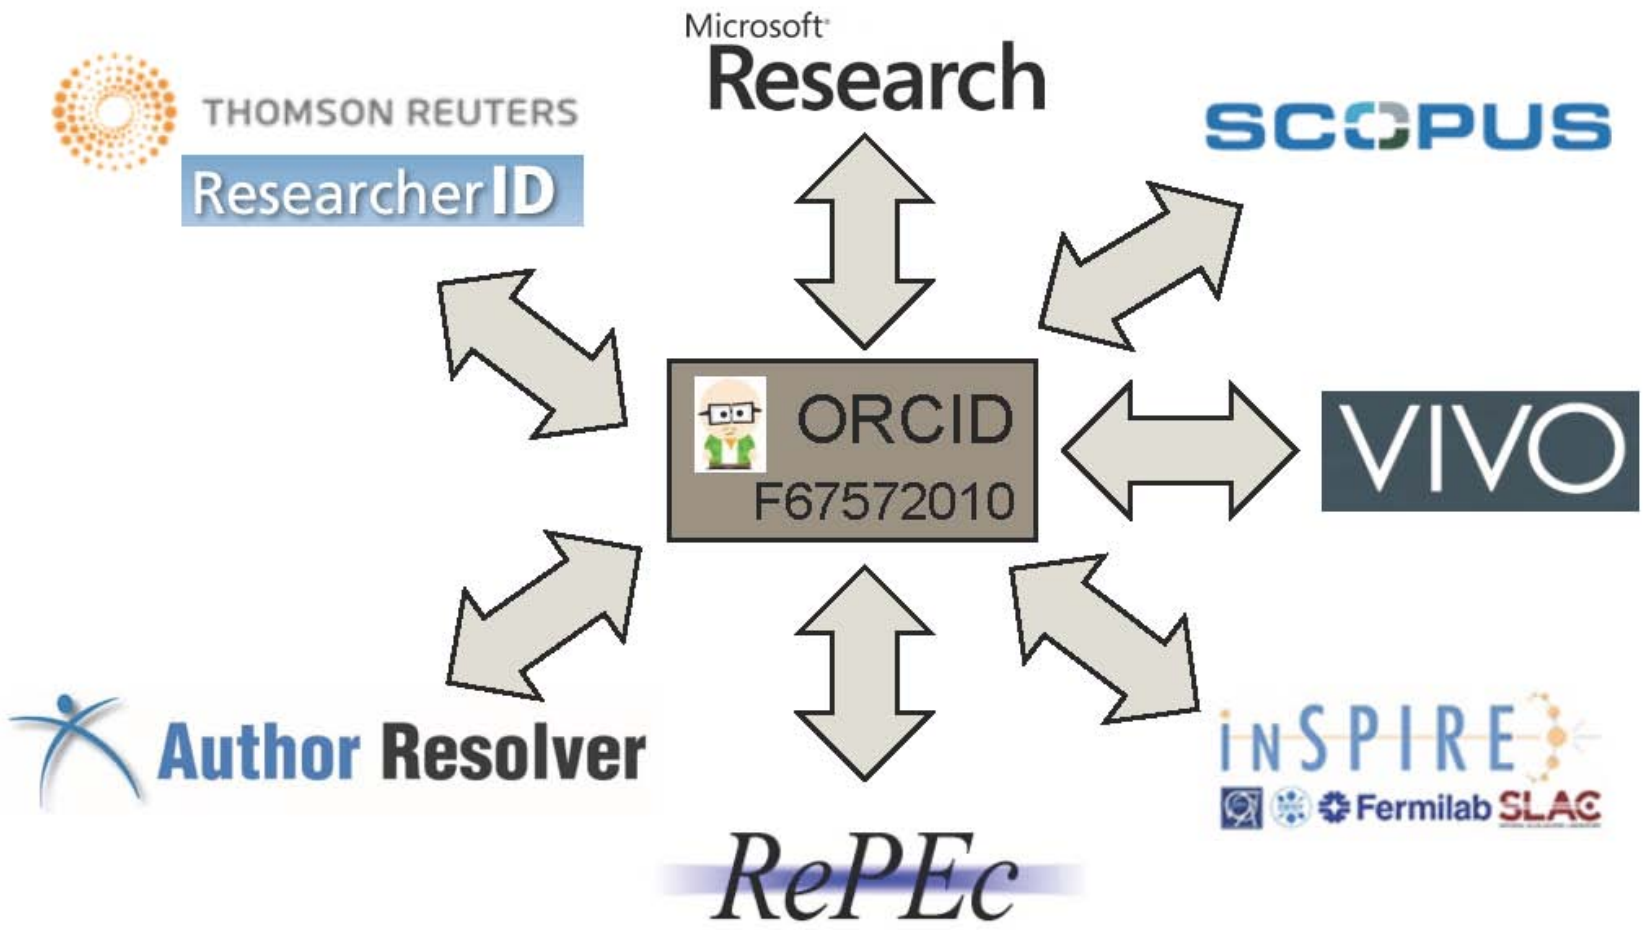 Microsoft®
Research
THOMSON REUTERS
ResearcherID
SCOPUS
ORCID
F67572010
VIVO
Author Resolver
inSPIRE
Fermilab SLAC
RePEc